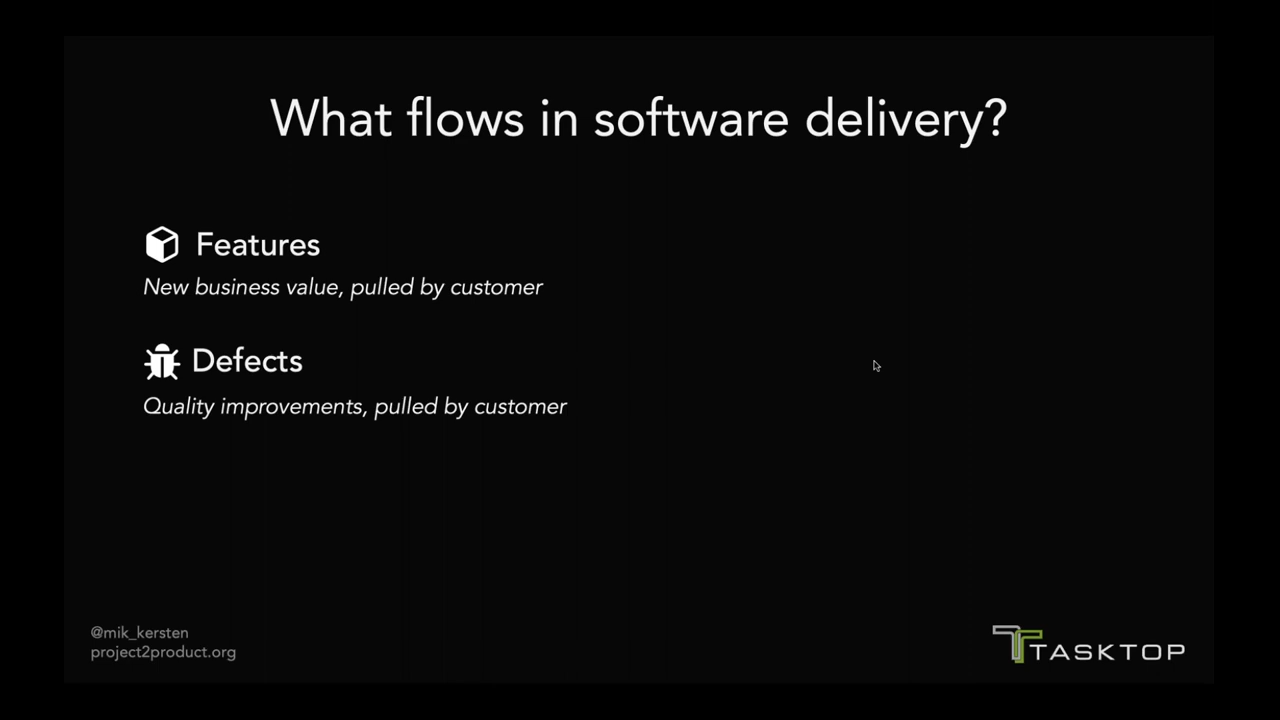 What flows in software delivery?
Features
New business value, pulled by customer
Defects
Quality improvements, pulled by customer
@mik_kersten
project2product.org
TASKTOP